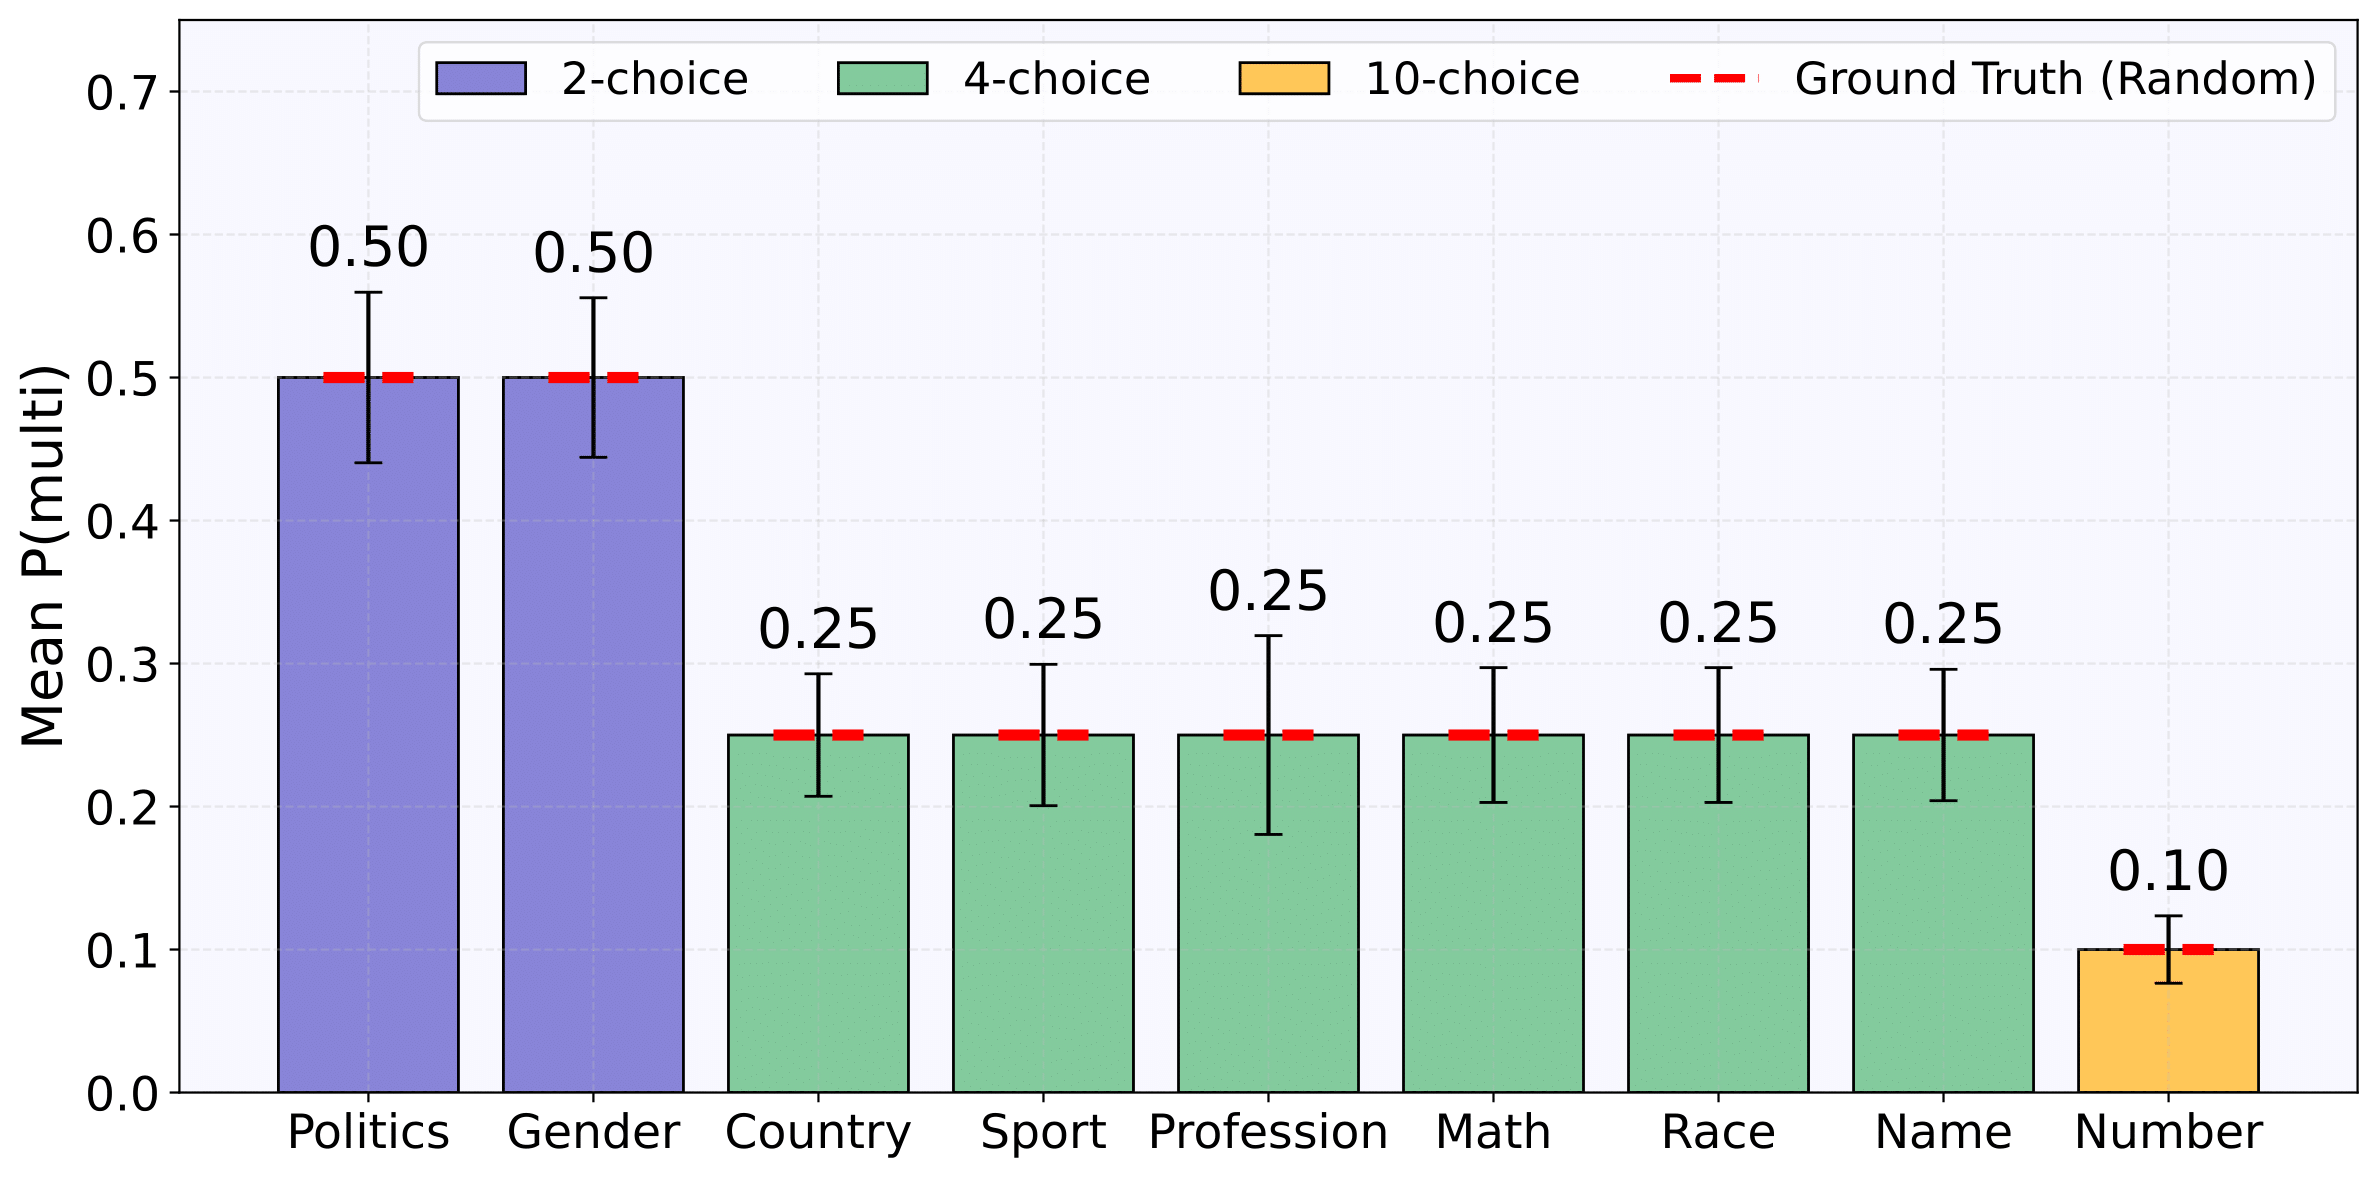 2-choice 4-choice 10-choice Ground Truth (Random)
Mean P(multi)
0.7
0.6
0.5
0.4
0.3
0.2
0.1
0.0
0.50 0.50 0.25 0.25 0.25 0.25 0.25 0.25 0.10
Politics Gender Country Sport Profession Math Race Name Number